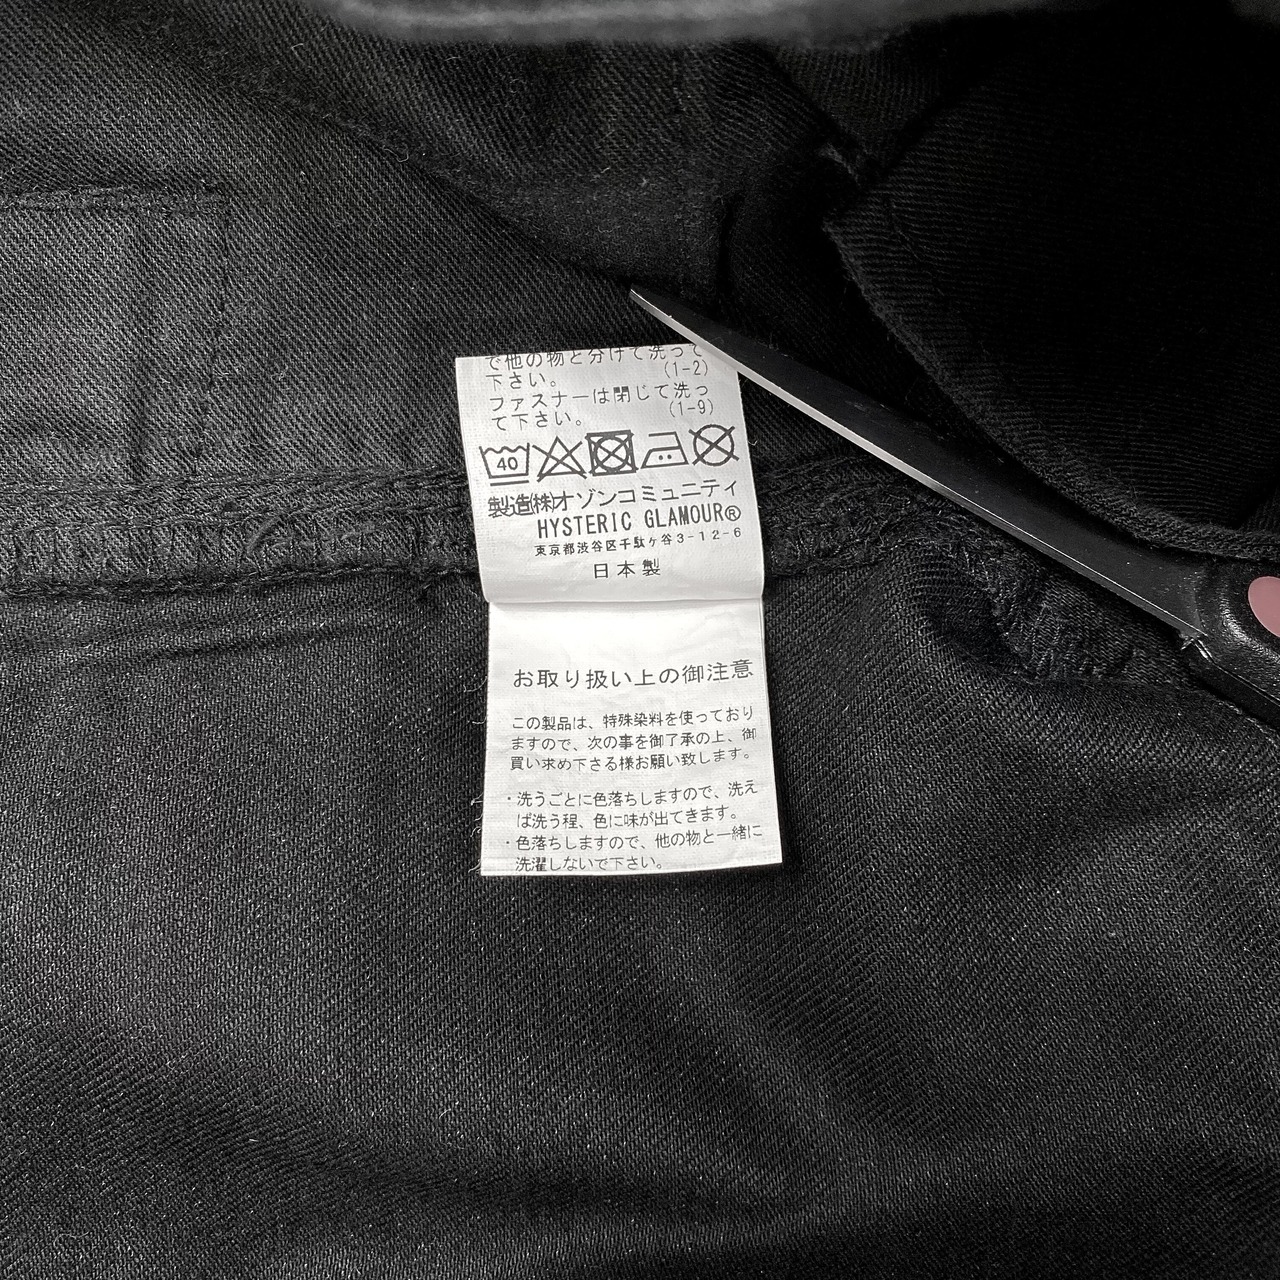 で他の物と分けて洗って
下さい。 (1-2)
ファスナーは閉じて洗っ
て下さい。 (1-9)
40
製造㈱オゾンコミュニティ
HYSTERIC GLAMOUR®
東京都渋谷区千駄ヶ谷3-12-6
日本製
お取り扱い上の御注意
この製品は、特殊染料を使っており
ますので、次の事を御了承の上、御
買い求め下さる様お願い致します。
・洗うごとに色落ちしますので、洗え
ば洗う程、色に味が出てきます。
・色落ちしますので、他の物と一緒に
洗濯しないで下さい。